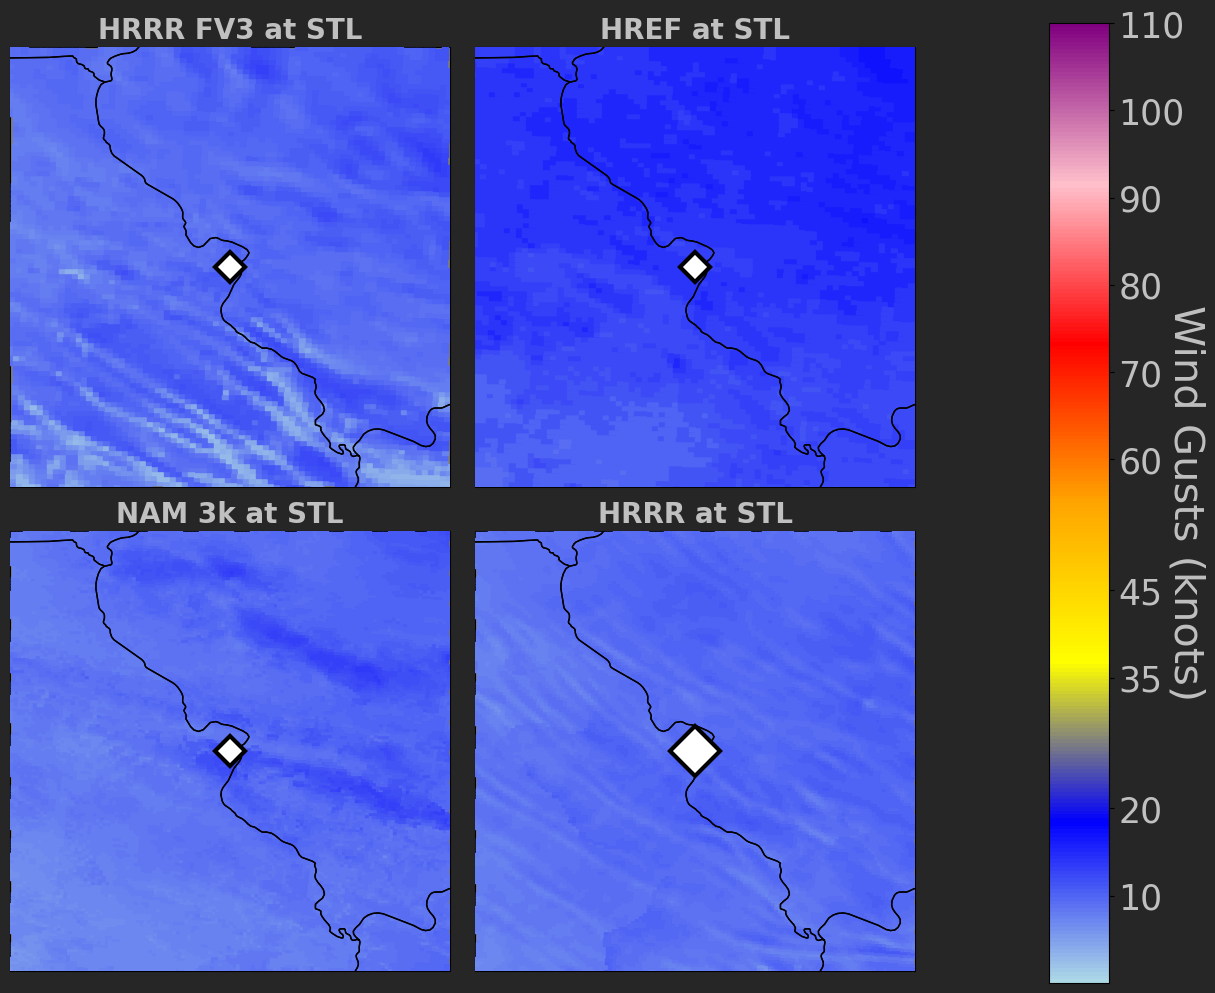 HRRR FV3 at STL
HREF at STL
NAM 3k at STL
HRRR at STL
110
100
90
80
70
60
45
35
20
10
Wind Gusts (knots)